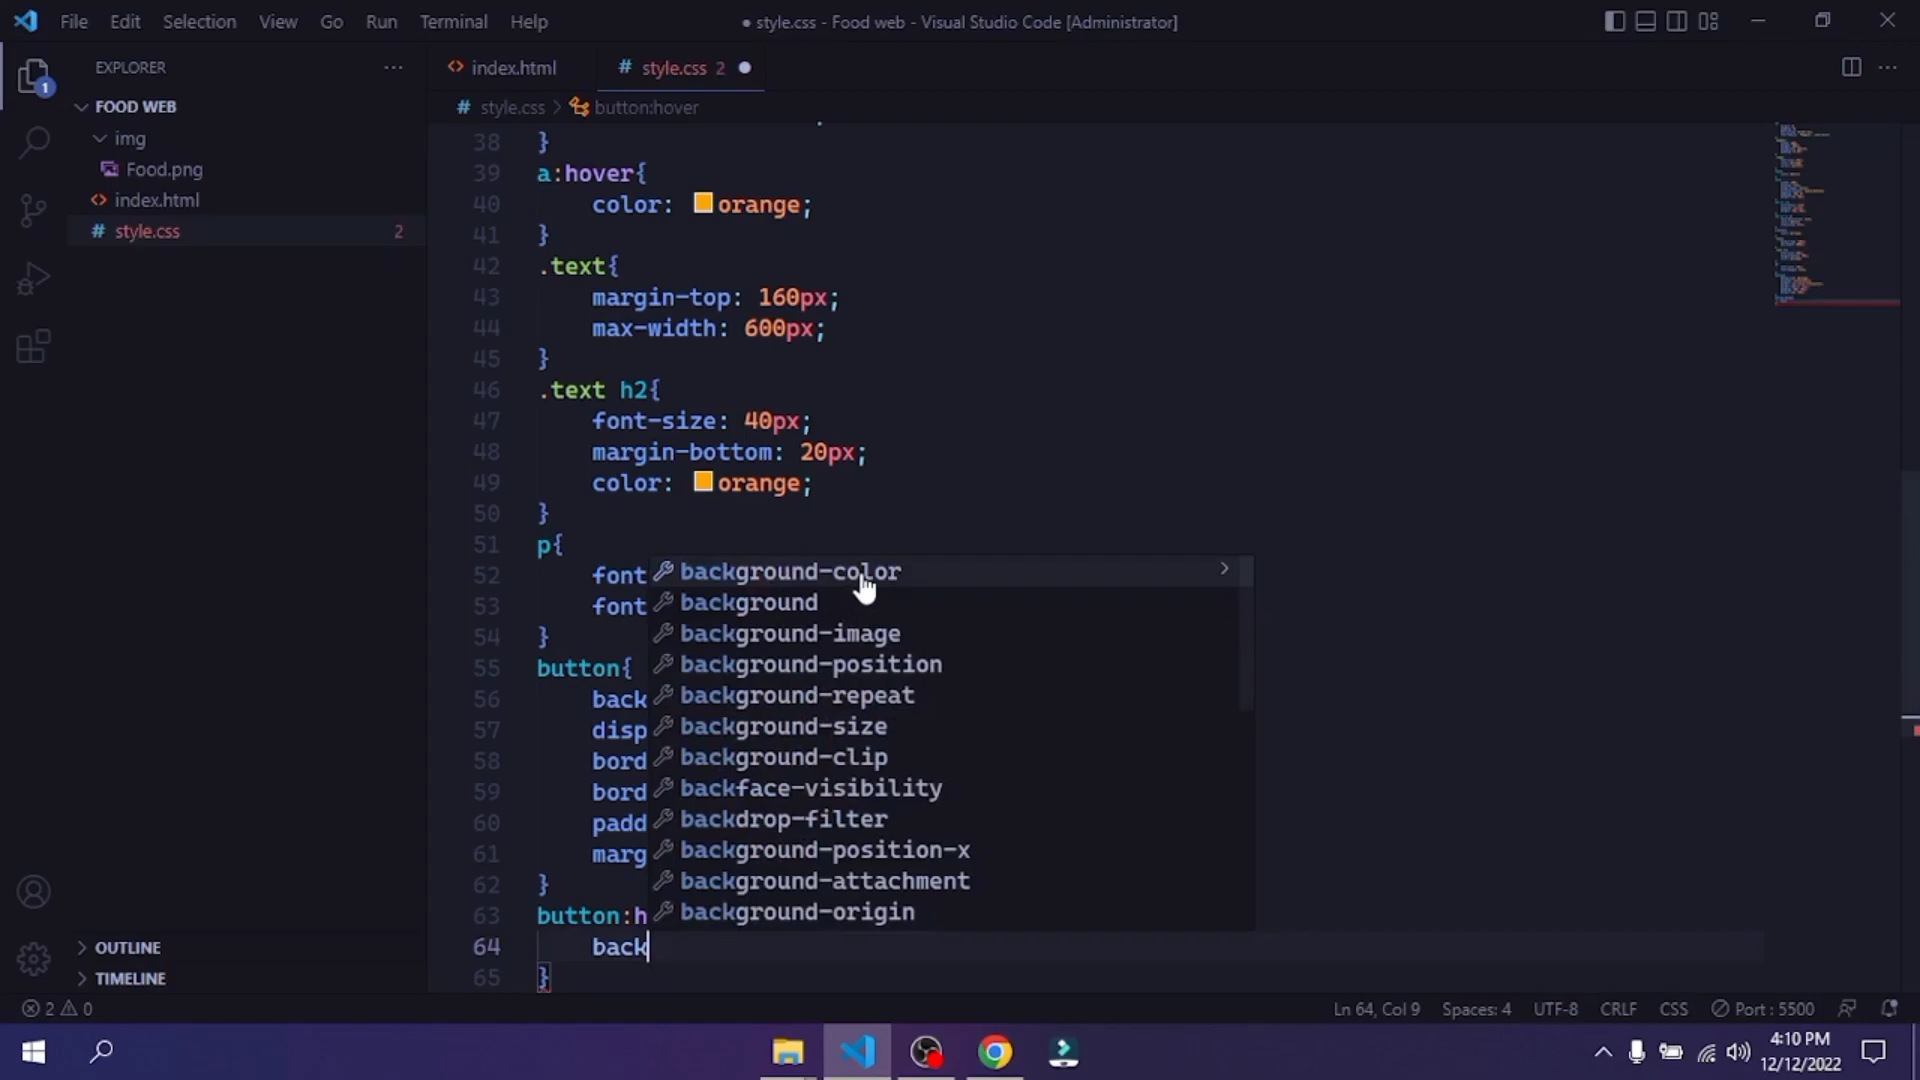 File Edit Selection View Go Run Terminal Help
● style.css - Food web - Visual Studio Code [Administrator]
EXPLORER ...
1
FOOD WEB
img
Food.png
index.html
style.css 2
OUTLINE
TIMELINE
index.html
# style.css 2 ●
# style.css > button:hover
38 }
39 a:hover{
40 color: orange;
41 }
42 .text{
43 margin-top: 160px;
44 max-width: 600px;
45 }
46 .text h2{
47 font-size: 40px;
48 margin-bottom: 20px;
49 color: orange;
50 }
51 p{
52 font
53 font
54 }
55 button{
56 back
57 disp
58 bord
59 bord
60 padd
61 marg
62 }
63 button:h
64 back
65 }
background-color >
background
background-image
background-position
background-repeat
background-size
background-clip
backface-visibility
backdrop-filter
background-position-x
background-attachment
background-origin
2 0
Ln 64, Col 9 Spaces: 4 UTF-8 CRLF CSS Port : 5500
4:10 PM
12/12/2022